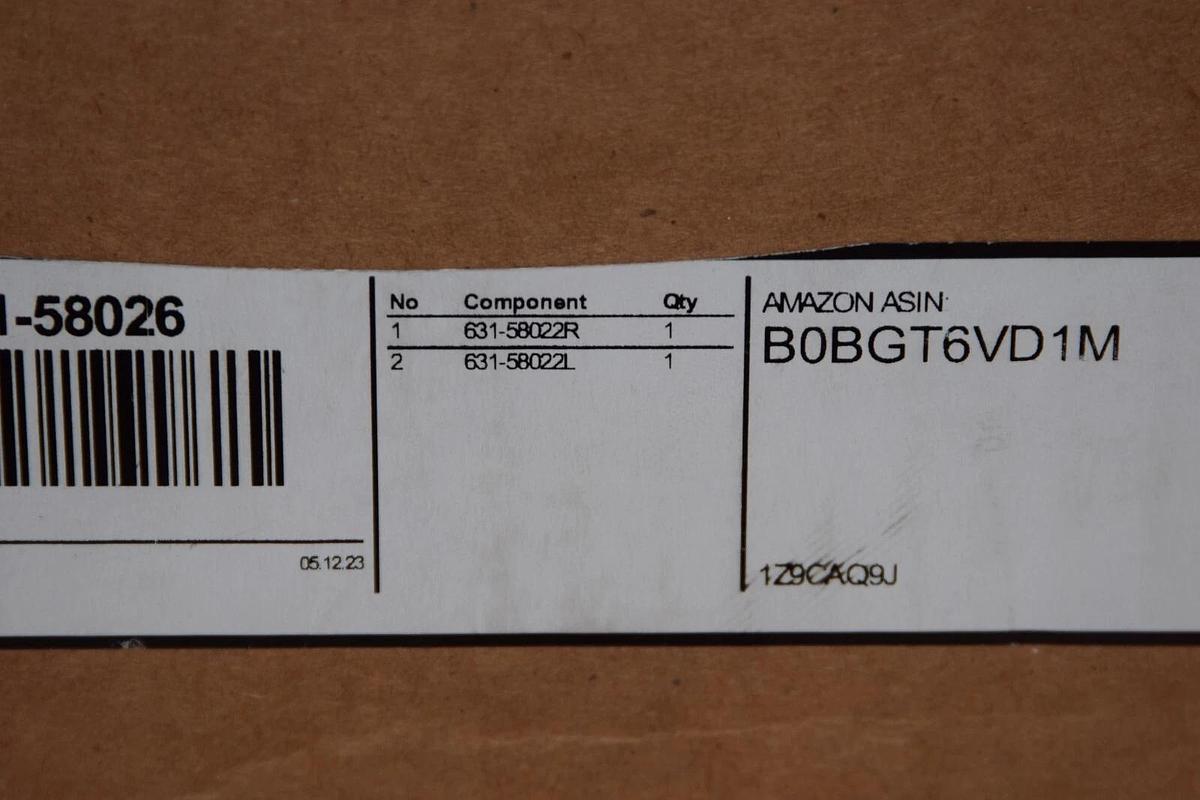 1-58026
05.12.23
No Component Qty
1 631-58022R 1
2 631-58022L 1
AMAZON ASIN:
B0BGT6VD1M
1Z9CAQ9J